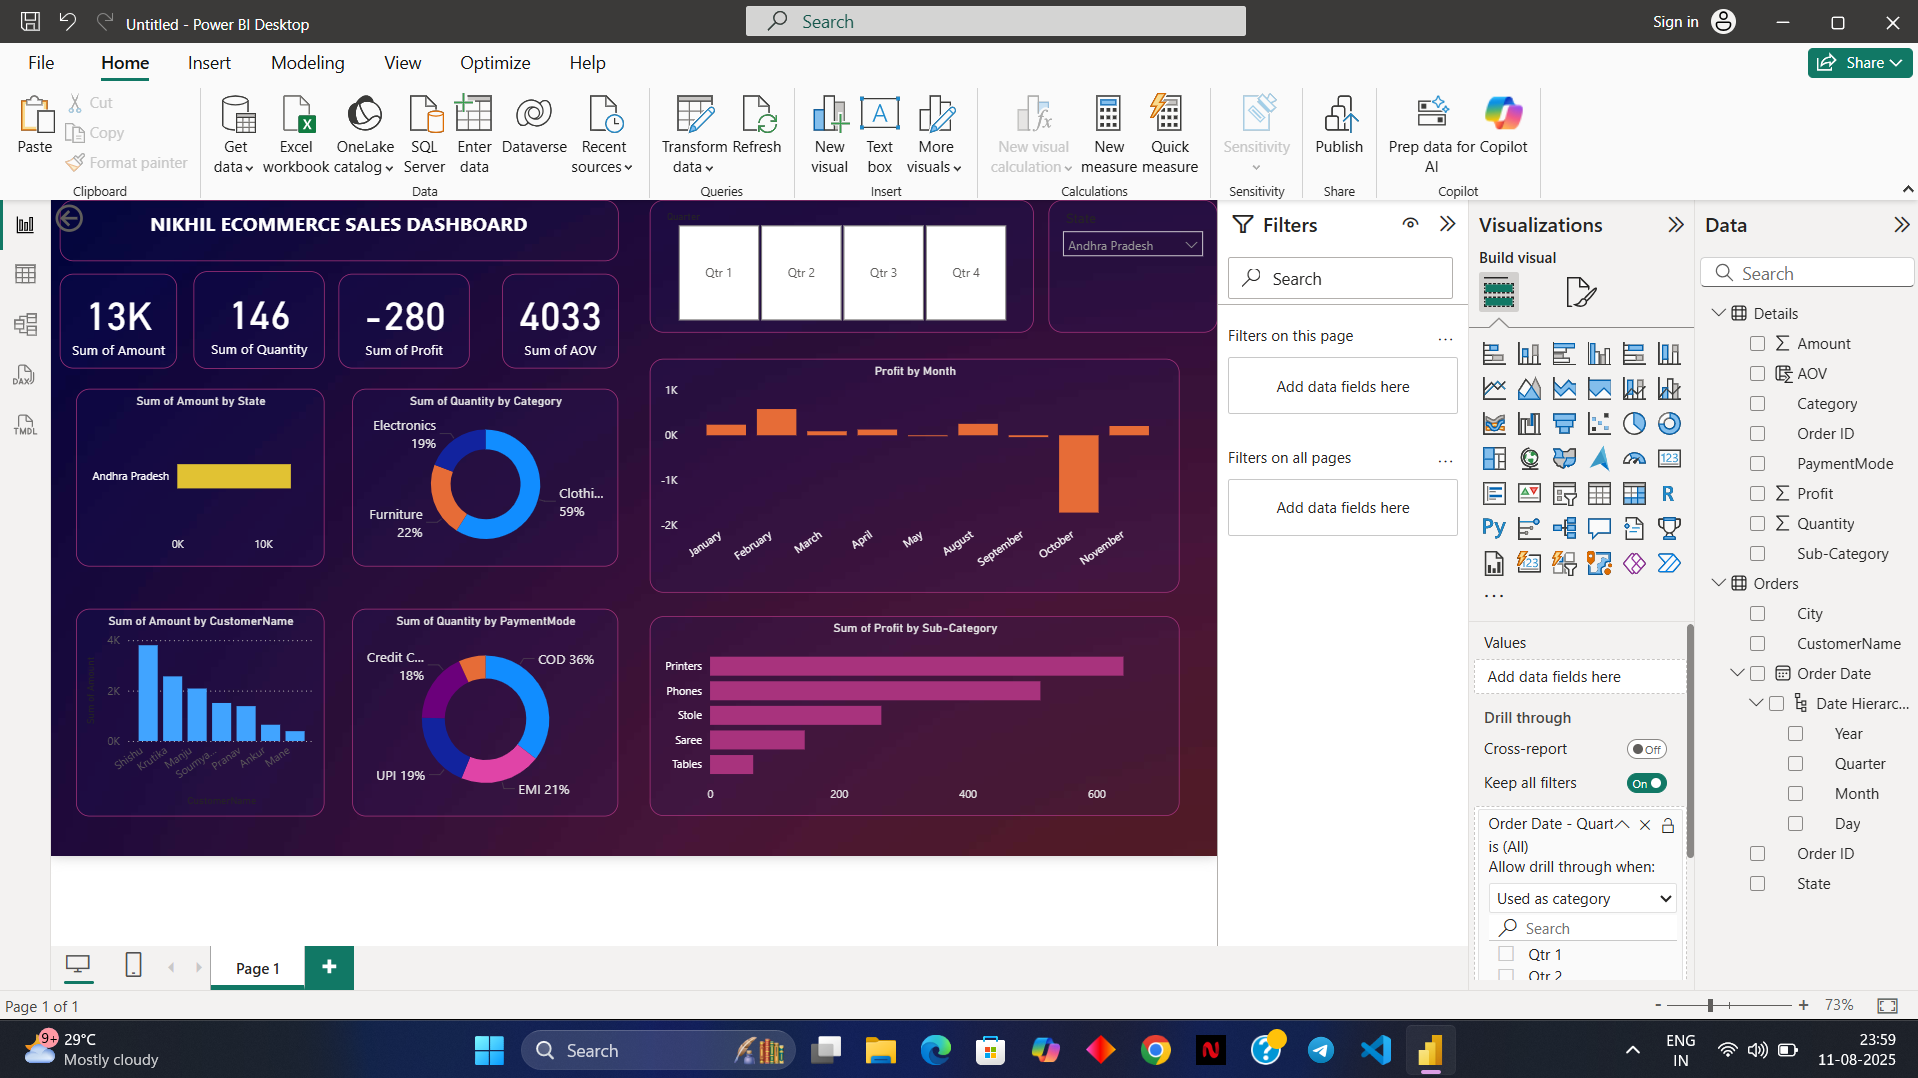 Untitled - Power BI Desktop
Search
Sign in
File
Home
Insert
Modeling
View
Optimize
Help
Share
Paste
Cut
Copy
Format painter
Clipboard
Get data
Excel workbook
OneLake catalog
SQL Server
Enter data
Dataverse
Recent sources
Data
Transform data
Refresh
Queries
New visual
Text box
More visuals
Insert
New visual calculation
New measure
Quick measure
Calculations
Sensitivity
Sensitivity
Publish
Share
Prep data for AI
Copilot
Copilot
DAX
TMDL
NIKHIL ECOMMERCE SALES DASHBOARD
Quarter
Qtr 1
Qtr 2
Qtr 3
Qtr 4
State
Andhra Pradesh
13K
Sum of Amount
146
Sum of Quantity
-280
Sum of Profit
4033
Sum of AOV
Sum of Amount by State
Andhra Pradesh
0K
10K
Sum of Quantity by Category
Electronics
19%
Furniture
22%
Clothi...
59%
Profit by Month
1K
0K
-1K
-2K
January
February
March
April
May
August
September
October
November
Sum of Amount by CustomerName
4K
2K
0K
Sum of Amount
Shishu
Krutika
Manju
Soumya...
Pranav
Ankur
Mane
CustomerName
Sum of Quantity by PaymentMode
Credit C...
18%
COD 36%
UPI 19%
EMI 21%
Sum of Profit by Sub-Category
Printers
Phones
Stole
Saree
Tables
0
200
400
600
Filters
Search
Filters on this page
...
Add data fields here
Filters on all pages
...
Add data fields here
Visualizations
Build visual
123
R
Py
123
...
Values
Add data fields here
Drill through
Cross-report
Off
Keep all filters
On
Order Date - Quart
is (All)
Allow drill through when:
Used as category
Search
Qtr 1
Qtr 2
Data
Search
Details
Amount
AOV
Category
Order ID
PaymentMode
Profit
Quantity
Sub-Category
Orders
City
CustomerName
Order Date
Date Hierarc...
Year
Quarter
Month
Day
Order ID
State
Page 1
Page 1 of 1
-
+
73%
9+
29°C
Mostly cloudy
Search
ENG
IN
23:59
11-08-2025